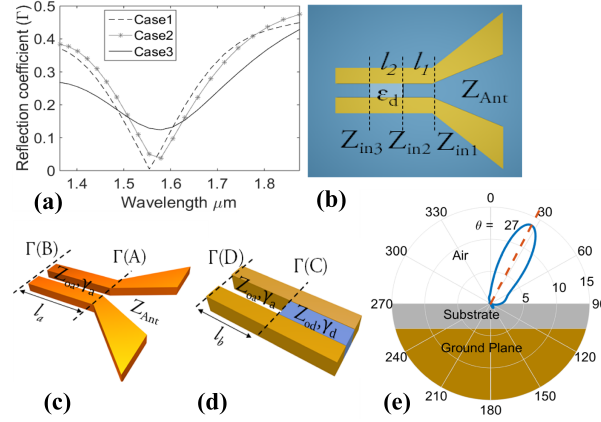 (a)
Reflection coefficient (Γ)
0.5
0.4
0.3
0.2
0.1
0
Case1
Case2
Case3
1.4
1.5
1.6
1.7
1.8
Wavelength μm
(b)
l2
l1
εd
ZAnt
Zin3
Zin2
Zin1
(c)
Γ(B)
Γ(A)
Zoa,γa
ZAnt
la
(d)
Γ(D)
Γ(C)
Zoa,γa
Zod,γd
lb
(e)
0
330
30
θ = 27
300
60
Air
15
10
5
270
90
Substrate
Ground Plane
240
120
210
150
180